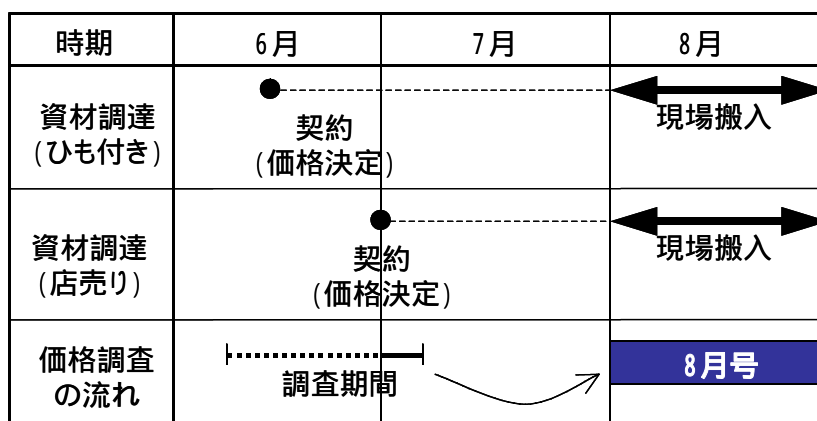 時期 6月 7月 8月
資材調達
(ひも付き)
契約
(価格決定)
現場搬入
資材調達
(店売り)
契約
(価格決定)
現場搬入
価格調査
の流れ
調査期間
8月号